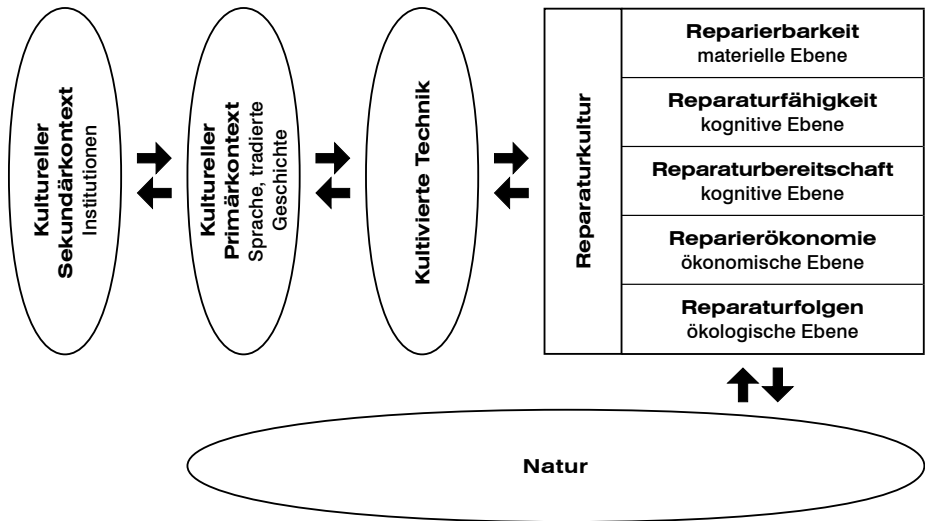 Kultureller
Sekundärkontext
Institutionen
Kultureller
Primärkontext
Sprache, tradierte
Geschichte
Kultivierte Technik
Reparaturkultur
Reparierbarkeit
materielle Ebene
Reparaturfähigkeit
kognitive Ebene
Reparaturbereitschaft
kognitive Ebene
Reparierökonomie
ökonomische Ebene
Reparaturfolgen
ökologische Ebene
Natur